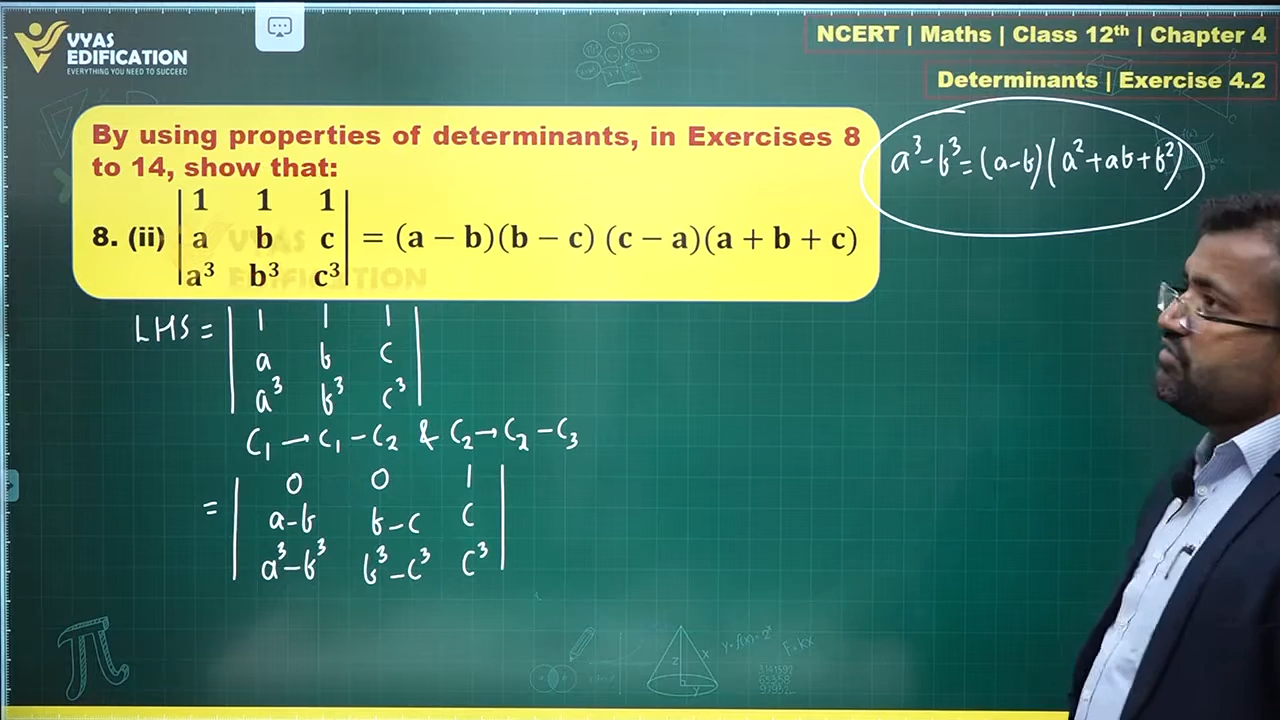 VYAS
EDIFICATION
EVERYTHING YOU NEED TO SUCCEED
NCERT | Maths | Class 12th | Chapter 4
Determinants | Exercise 4.2
By using properties of determinants, in Exercises 8
to 14, show that:
8. (ii) |1 1 1|
|a b c| = (a − b)(b − c) (c − a)(a + b + c)
|a³ b³ c³|
a³-b³=(a-b)(a²+ab+b²)
LHS = |1 1 1|
|a b c|
|a³ b³ c³|
C₁→C₁-C₂ & C₂→C₂-C₃
= |0 0 1|
|a-b b-c c|
|a³-b³ b³-c³ c³|
VYAS
EDIFICATION
π